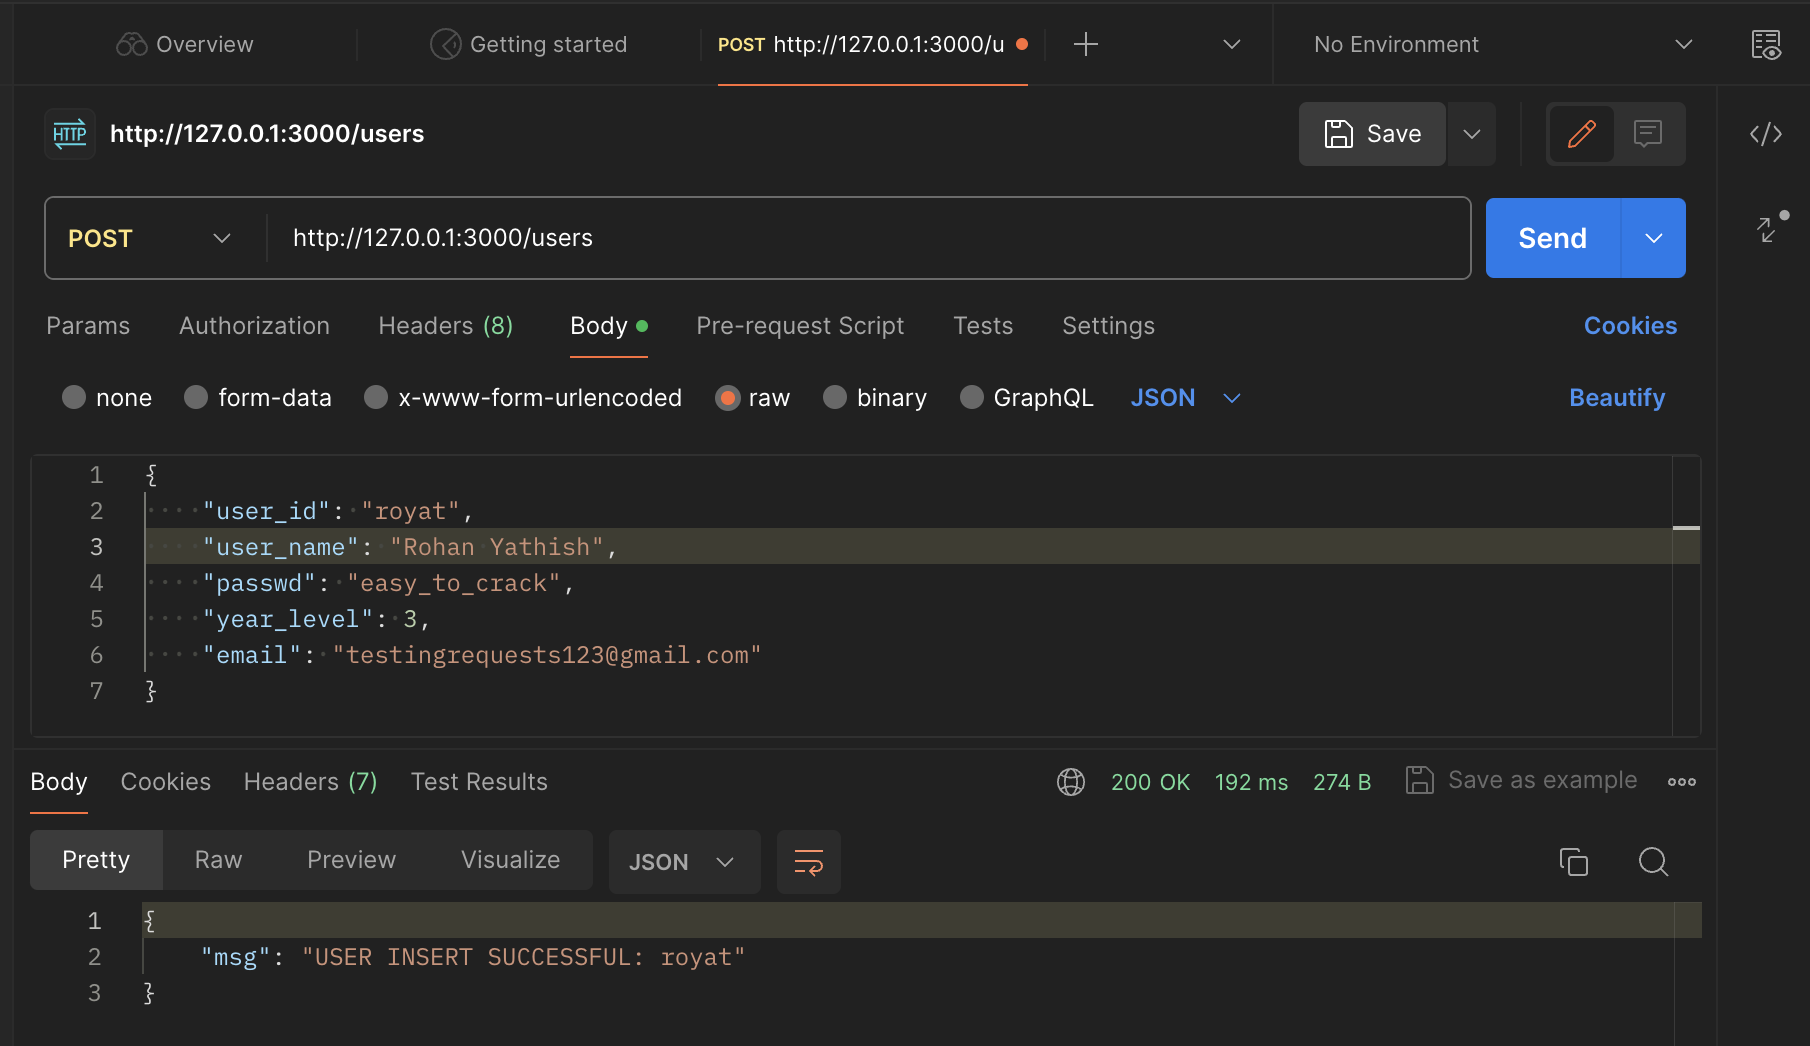 Overview Getting started POST http://127.0.0.1:3000/u No Environment
HTTP http://127.0.0.1:3000/users Save
POST http://127.0.0.1:3000/users Send
Params Authorization Headers (8) Body Pre-request Script Tests Settings Cookies
none form-data x-www-form-urlencoded raw binary GraphQL JSON Beautify
1 {
2 "user_id": "royat",
3 "user_name": "Rohan Yathish",
4 "passwd": "easy_to_crack",
5 "year_level": 3,
6 "email": "testingrequests123@gmail.com"
7 }
Body Cookies Headers (7) Test Results 200 OK 192 ms 274 B Save as example
Pretty Raw Preview Visualize JSON
1 {
2 "msg": "USER INSERT SUCCESSFUL: royat"
3 }